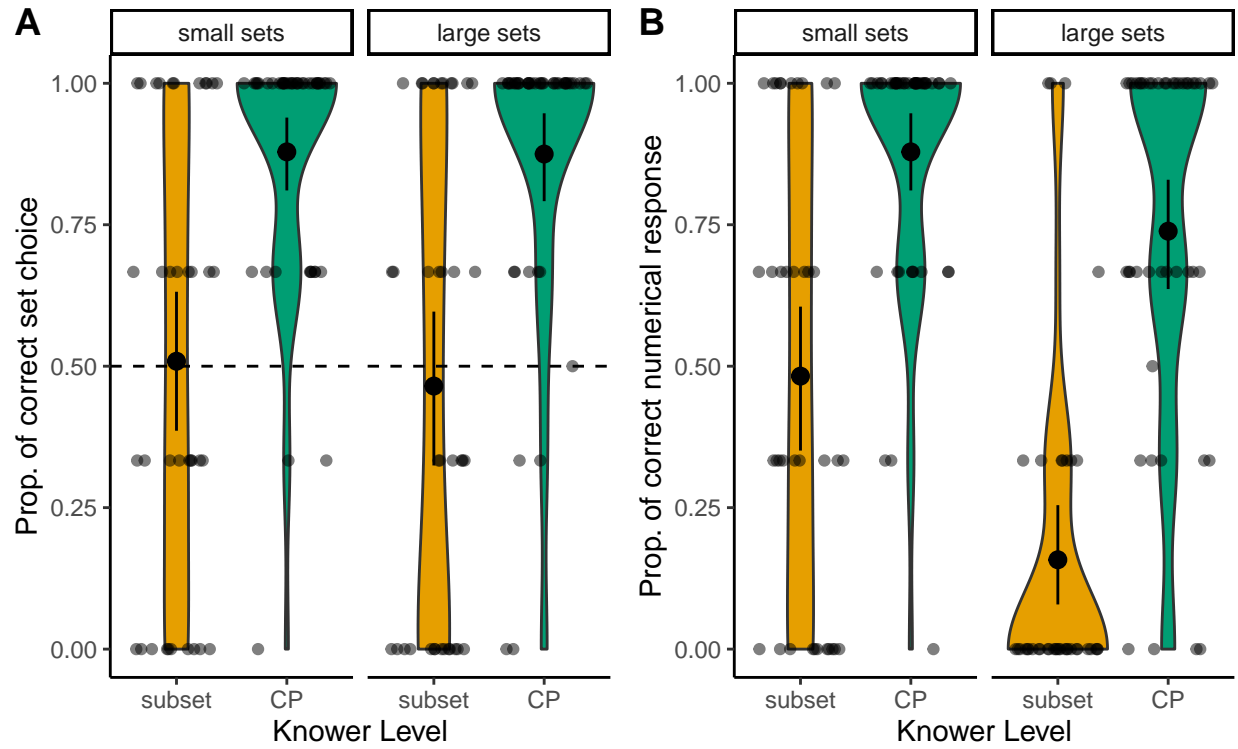 A
small sets
large sets
Prop. of correct set choice
1.00
0.75
0.50
0.25
0.00
subset
CP
subset
CP
Knower Level
B
small sets
large sets
Prop. of correct numerical response
1.00
0.75
0.50
0.25
0.00
subset
CP
subset
CP
Knower Level